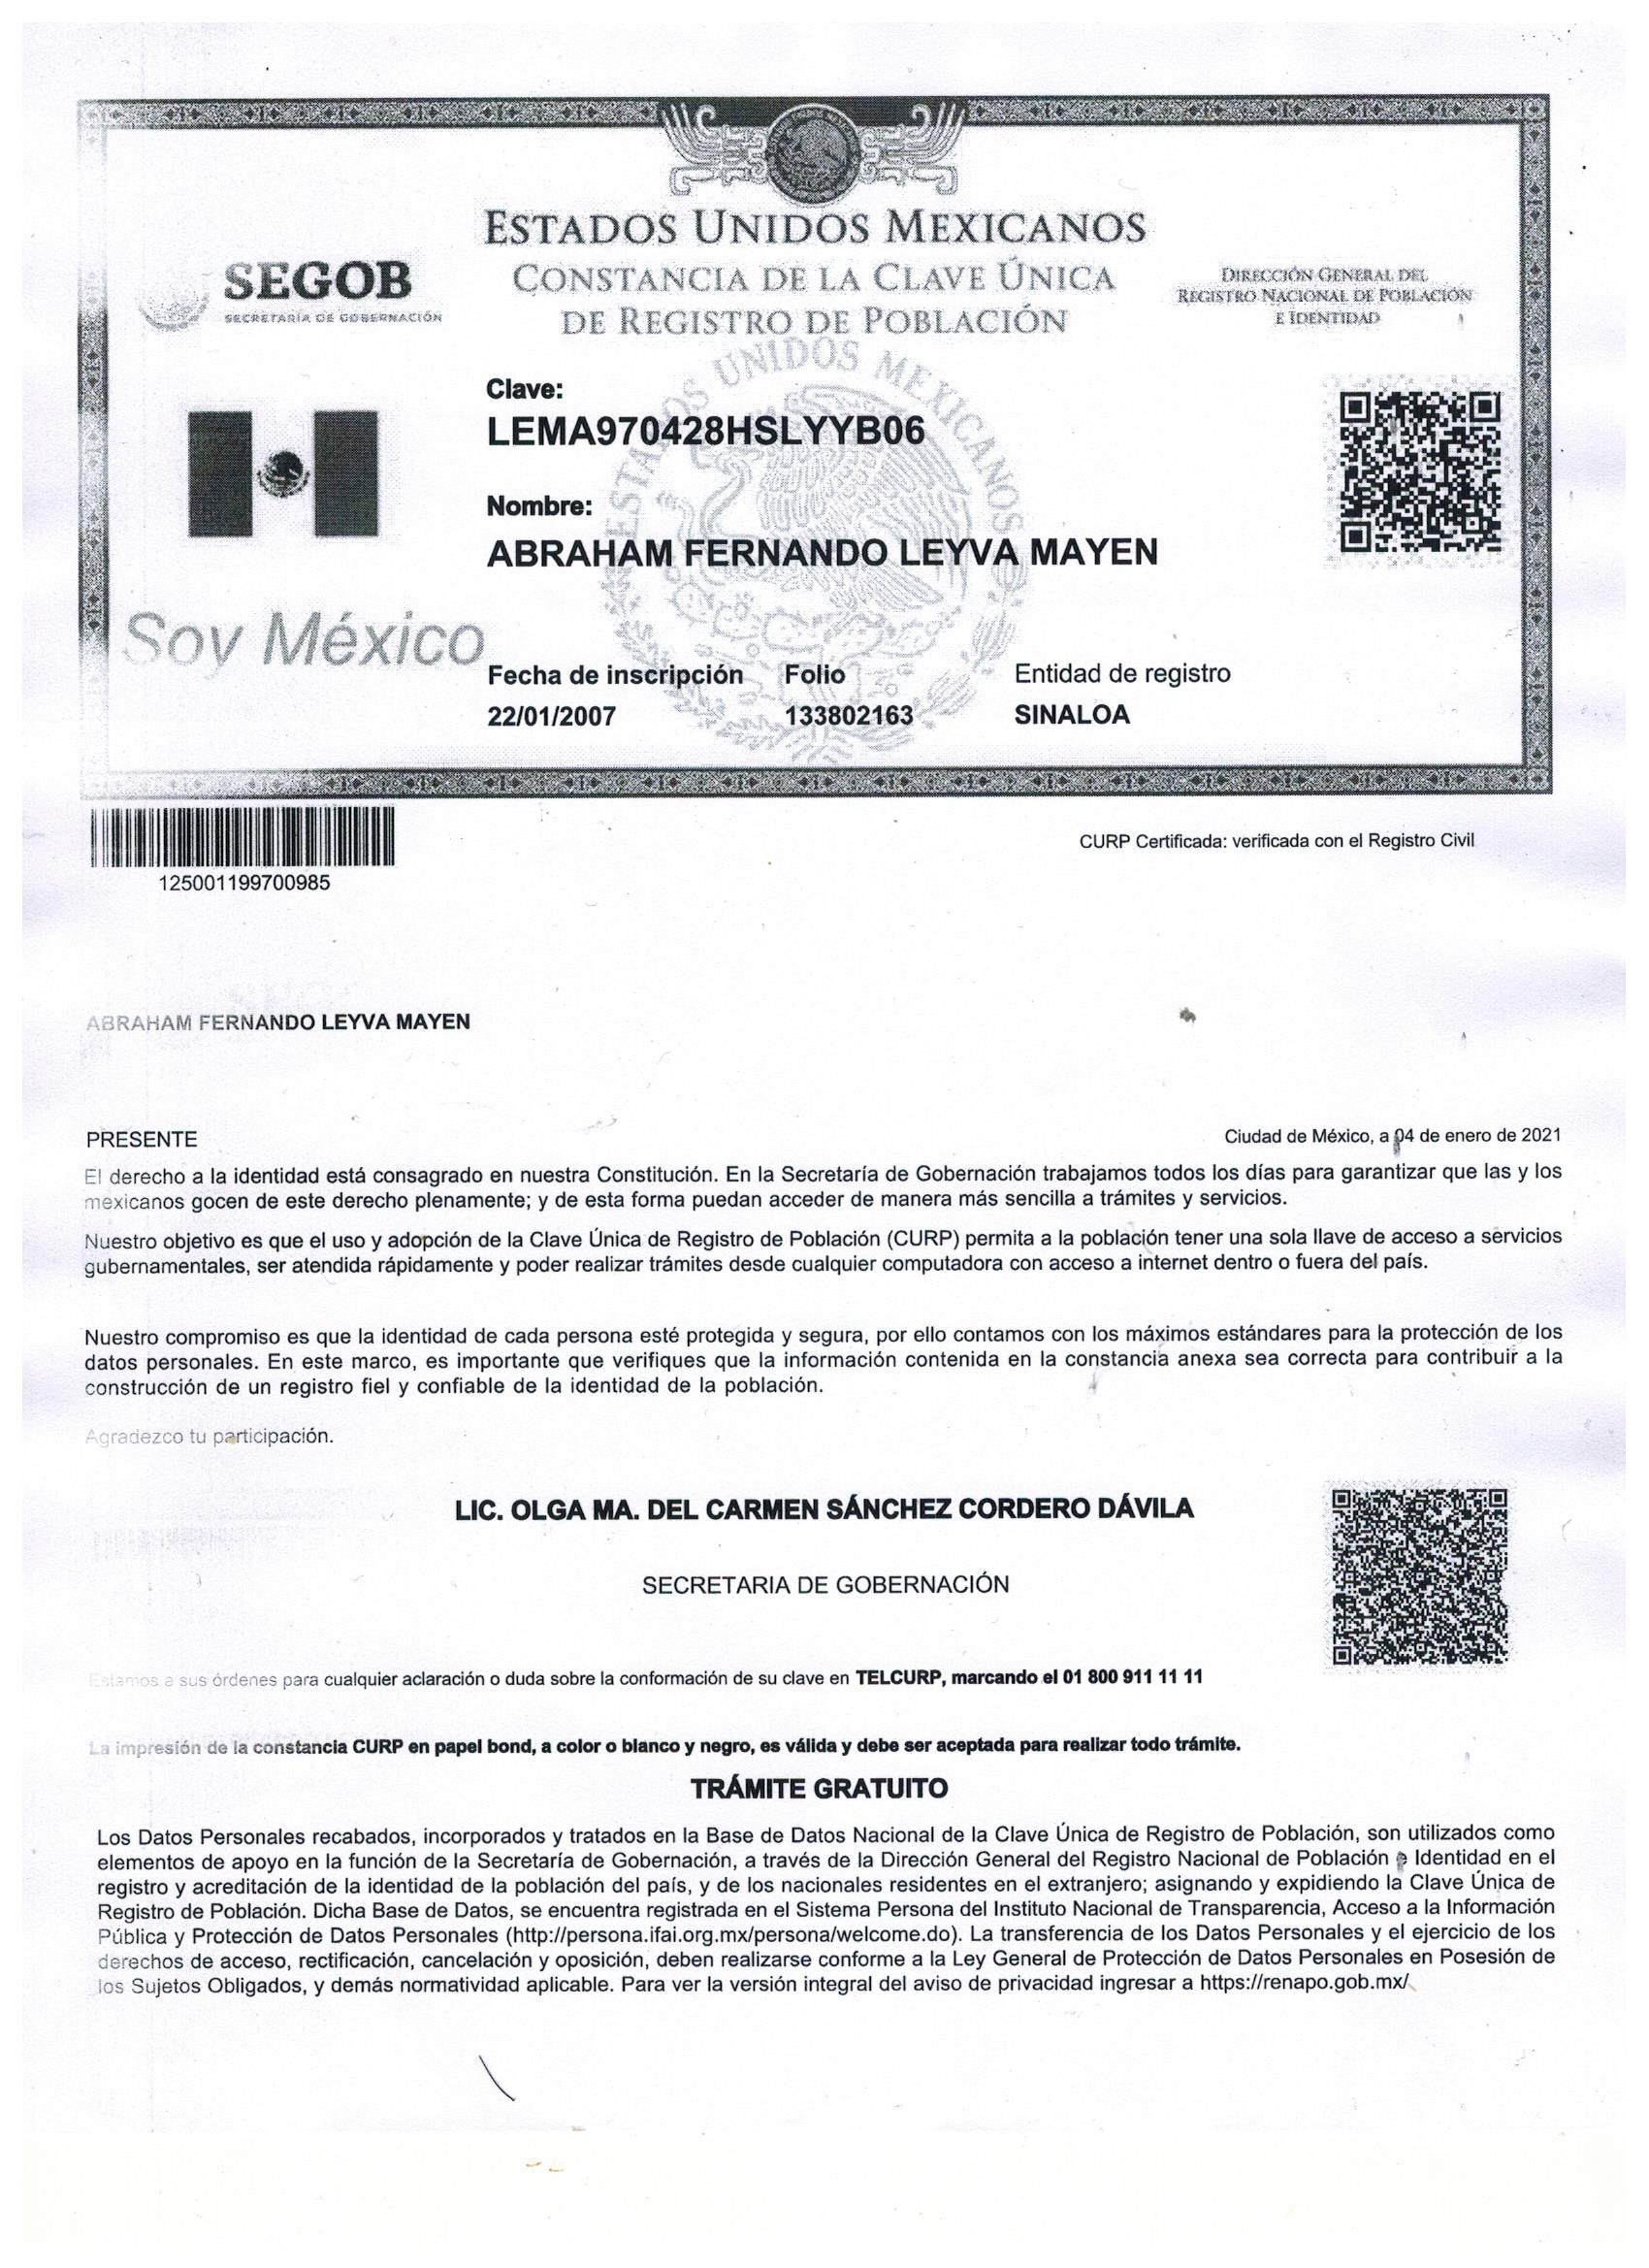 ESTADOS UNIDOS MEXICANOS
CONSTANCIA DE LA CLAVE ÚNICA
DE REGISTRO DE POBLACIÓN
SEGOB
SECRETARÍA DE GOBERNACIÓN
DIRECCIÓN GENERAL DEL
REGISTRO NACIONAL DE POBLACIÓN
E IDENTIDAD
ESTADOS UNIDOS MEXICANOS
Clave:
LEMA970428HSLYYB06
Nombre:
ABRAHAM FERNANDO LEYVA MAYEN
Soy México
Fecha de inscripción Folio Entidad de registro
22/01/2007 133802163 SINALOA
CURP Certificada: verificada con el Registro Civil
125001199700985
ABRAHAM FERNANDO LEYVA MAYEN
PRESENTE Ciudad de México, a 04 de enero de 2021
El derecho a la identidad está consagrado en nuestra Constitución. En la Secretaría de Gobernación trabajamos todos los días para garantizar que las y los
mexicanos gocen de este derecho plenamente; y de esta forma puedan acceder de manera más sencilla a trámites y servicios.
Nuestro objetivo es que el uso y adopción de la Clave Única de Registro de Población (CURP) permita a la población tener una sola llave de acceso a servicios
gubernamentales, ser atendida rápidamente y poder realizar trámites desde cualquier computadora con acceso a internet dentro o fuera del país.
Nuestro compromiso es que la identidad de cada persona esté protegida y segura, por ello contamos con los máximos estándares para la protección de los
datos personales. En este marco, es importante que verifiques que la información contenida en la constancia anexa sea correcta para contribuir a la
construcción de un registro fiel y confiable de la identidad de la población.
Agradezco tu participación.
LIC. OLGA MA. DEL CARMEN SÁNCHEZ CORDERO DÁVILA
SECRETARIA DE GOBERNACIÓN
Estamos a sus órdenes para cualquier aclaración o duda sobre la conformación de su clave en TELCURP, marcando el 01 800 911 11 11
La impresión de la constancia CURP en papel bond, a color o blanco y negro, es válida y debe ser aceptada para realizar todo trámite.
TRÁMITE GRATUITO
Los Datos Personales recabados, incorporados y tratados en la Base de Datos Nacional de la Clave Única de Registro de Población, son utilizados como
elementos de apoyo en la función de la Secretaría de Gobernación, a través de la Dirección General del Registro Nacional de Población e Identidad en el
registro y acreditación de la identidad de la población del país, y de los nacionales residentes en el extranjero; asignando y expidiendo la Clave Única de
Registro de Población. Dicha Base de Datos, se encuentra registrada en el Sistema Persona del Instituto Nacional de Transparencia, Acceso a la Información
Pública y Protección de Datos Personales (http://persona.ifai.org.mx/persona/welcome.do). La transferencia de los Datos Personales y el ejercicio de los
derechos de acceso, rectificación, cancelación y oposición, deben realizarse conforme a la Ley General de Protección de Datos Personales en Posesión de
los Sujetos Obligados, y demás normatividad aplicable. Para ver la versión integral del aviso de privacidad ingresar a https://renapo.gob.mx/